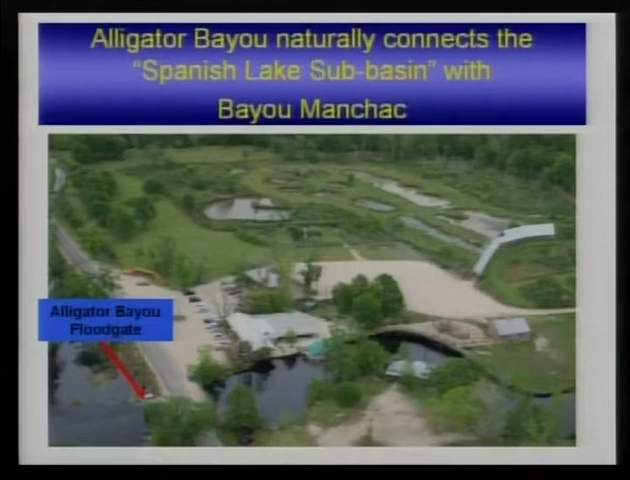 Alligator Bayou naturally connects the
“Spanish Lake Sub-basin” with
Bayou Manchac
Alligator Bayou
Floodgate